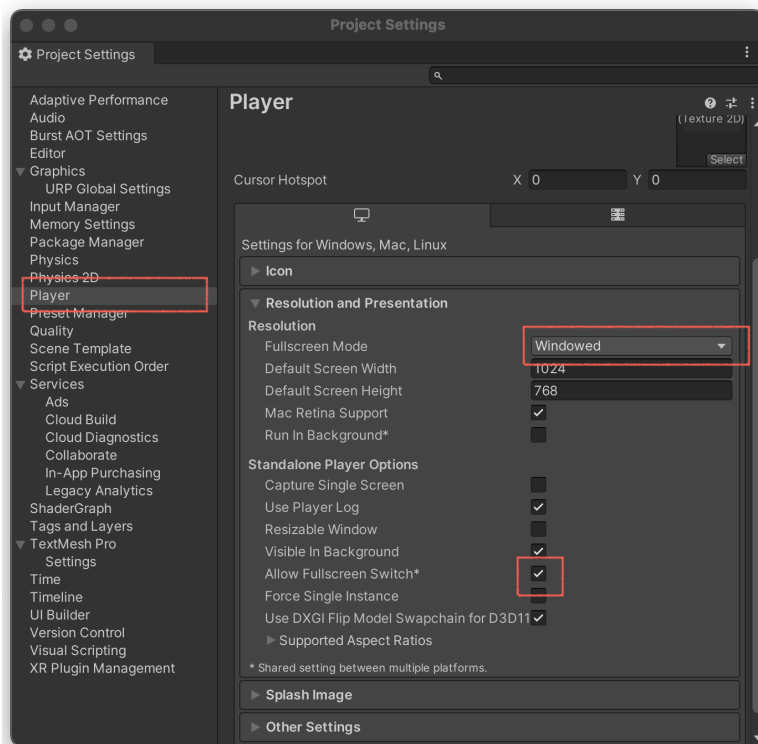 Project Settings
Project Settings
Adaptive Performance
Audio
Burst AOT Settings
Editor
Graphics
URP Global Settings
Input Manager
Memory Settings
Package Manager
Physics
Physics 2D
Player
Preset Manager
Quality
Scene Template
Script Execution Order
Services
Ads
Cloud Build
Cloud Diagnostics
Collaborate
In-App Purchasing
Legacy Analytics
ShaderGraph
Tags and Layers
TextMesh Pro
Settings
Time
Timeline
UI Builder
Version Control
Visual Scripting
XR Plugin Management
Player
(Texture 2D)
Select
Cursor Hotspot X 0 Y 0
Settings for Windows, Mac, Linux
Icon
Resolution and Presentation
Resolution
Fullscreen Mode Windowed
Default Screen Width 1024
Default Screen Height 768
Mac Retina Support
Run In Background*
Standalone Player Options
Capture Single Screen
Use Player Log
Resizable Window
Visible In Background
Allow Fullscreen Switch*
Force Single Instance
Use DXGI Flip Model Swapchain for D3D11
Supported Aspect Ratios
* Shared setting between multiple platforms.
Splash Image
Other Settings